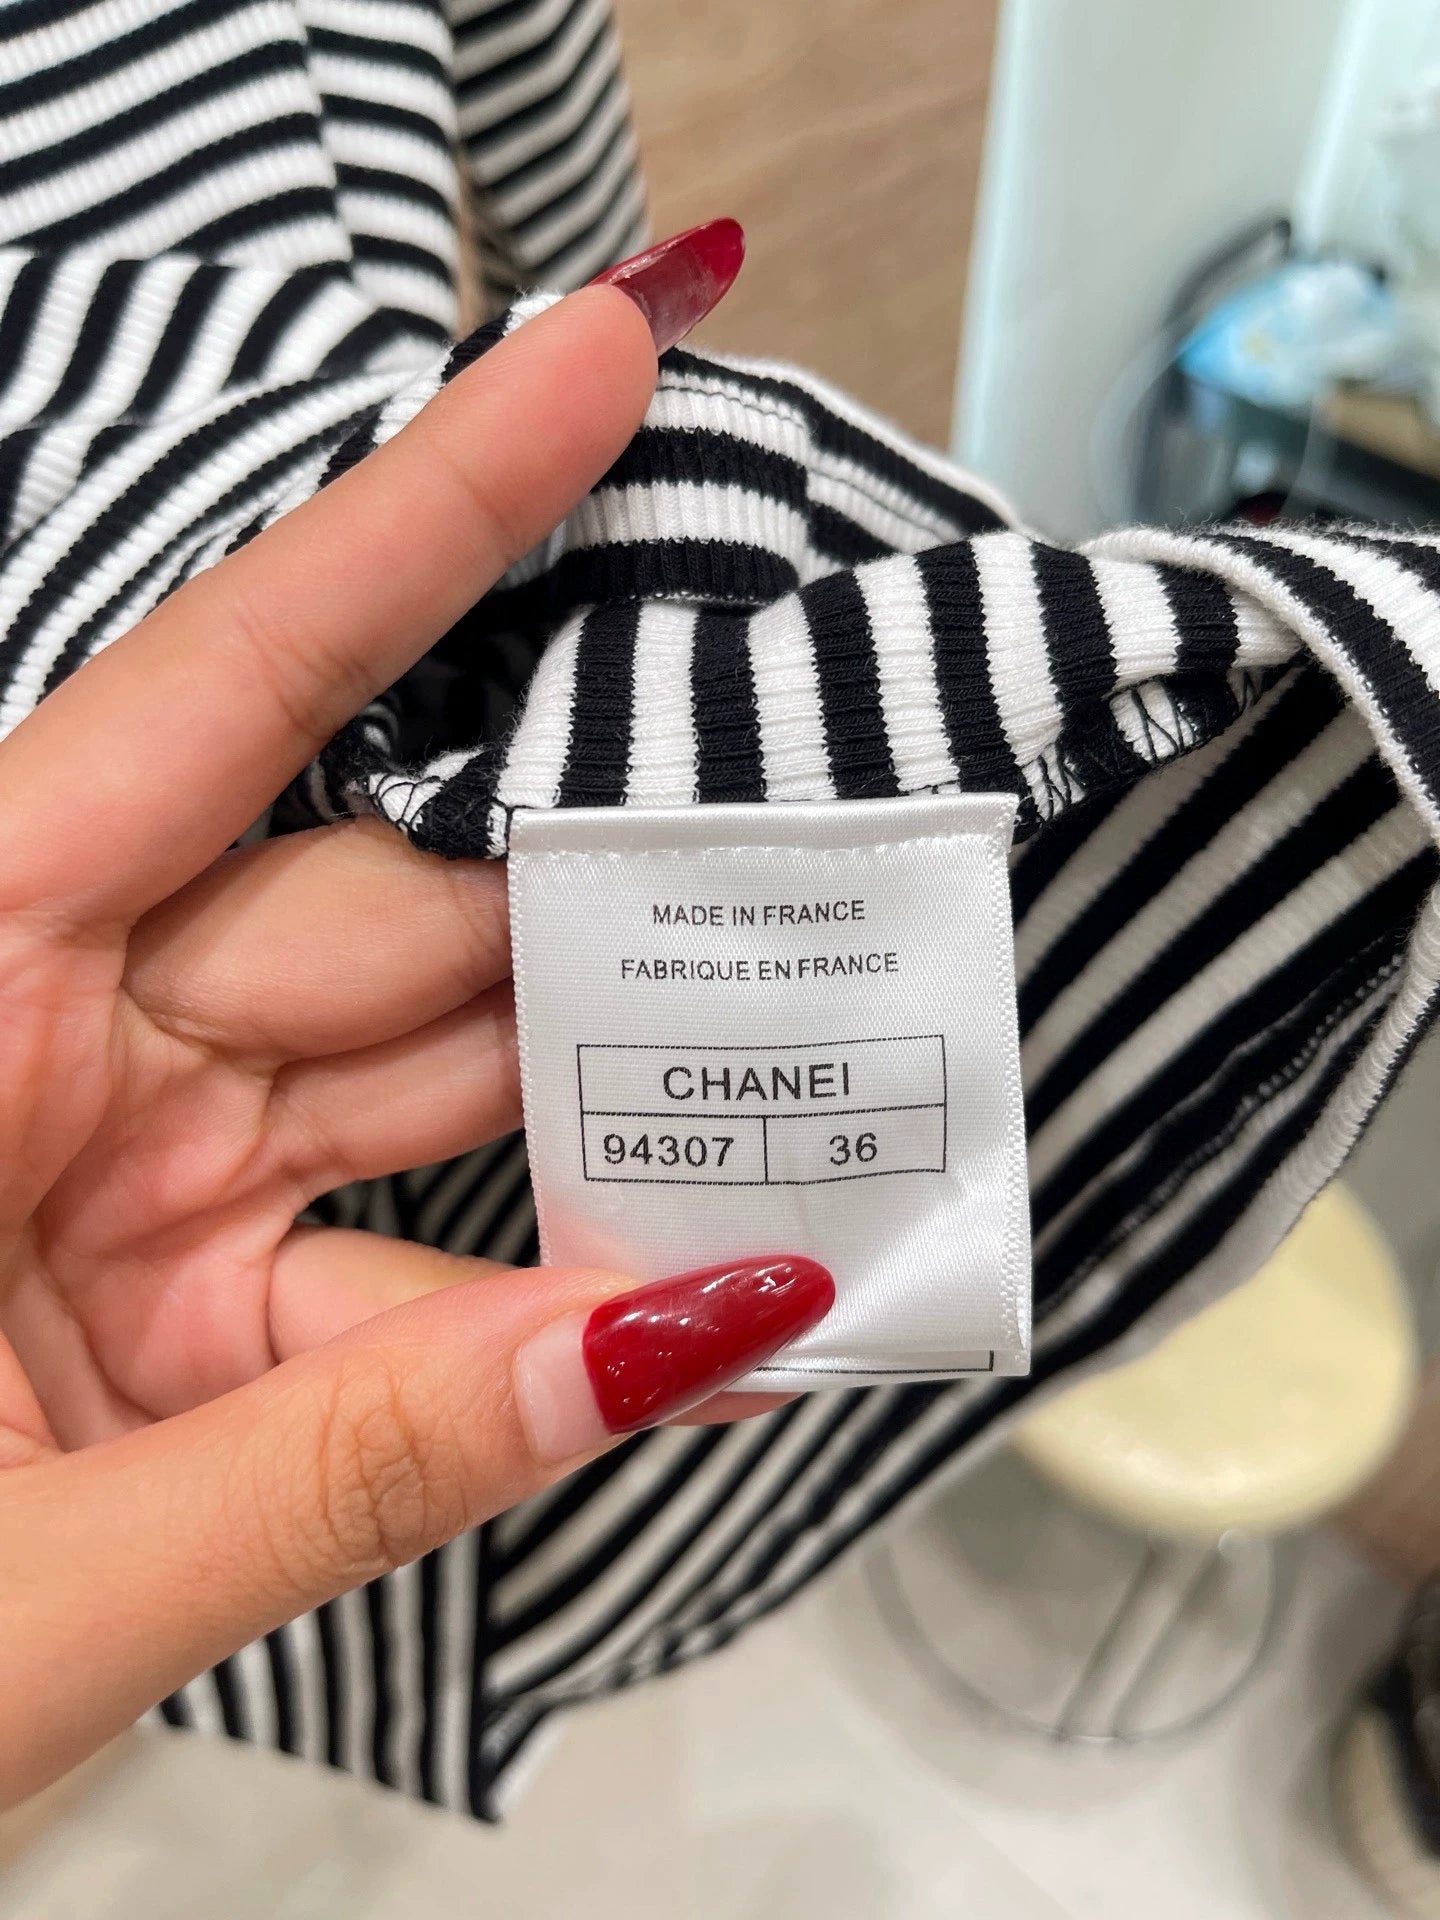 MADE IN FRANCE
FABRIQUE EN FRANCE
CHANEI
94307 36